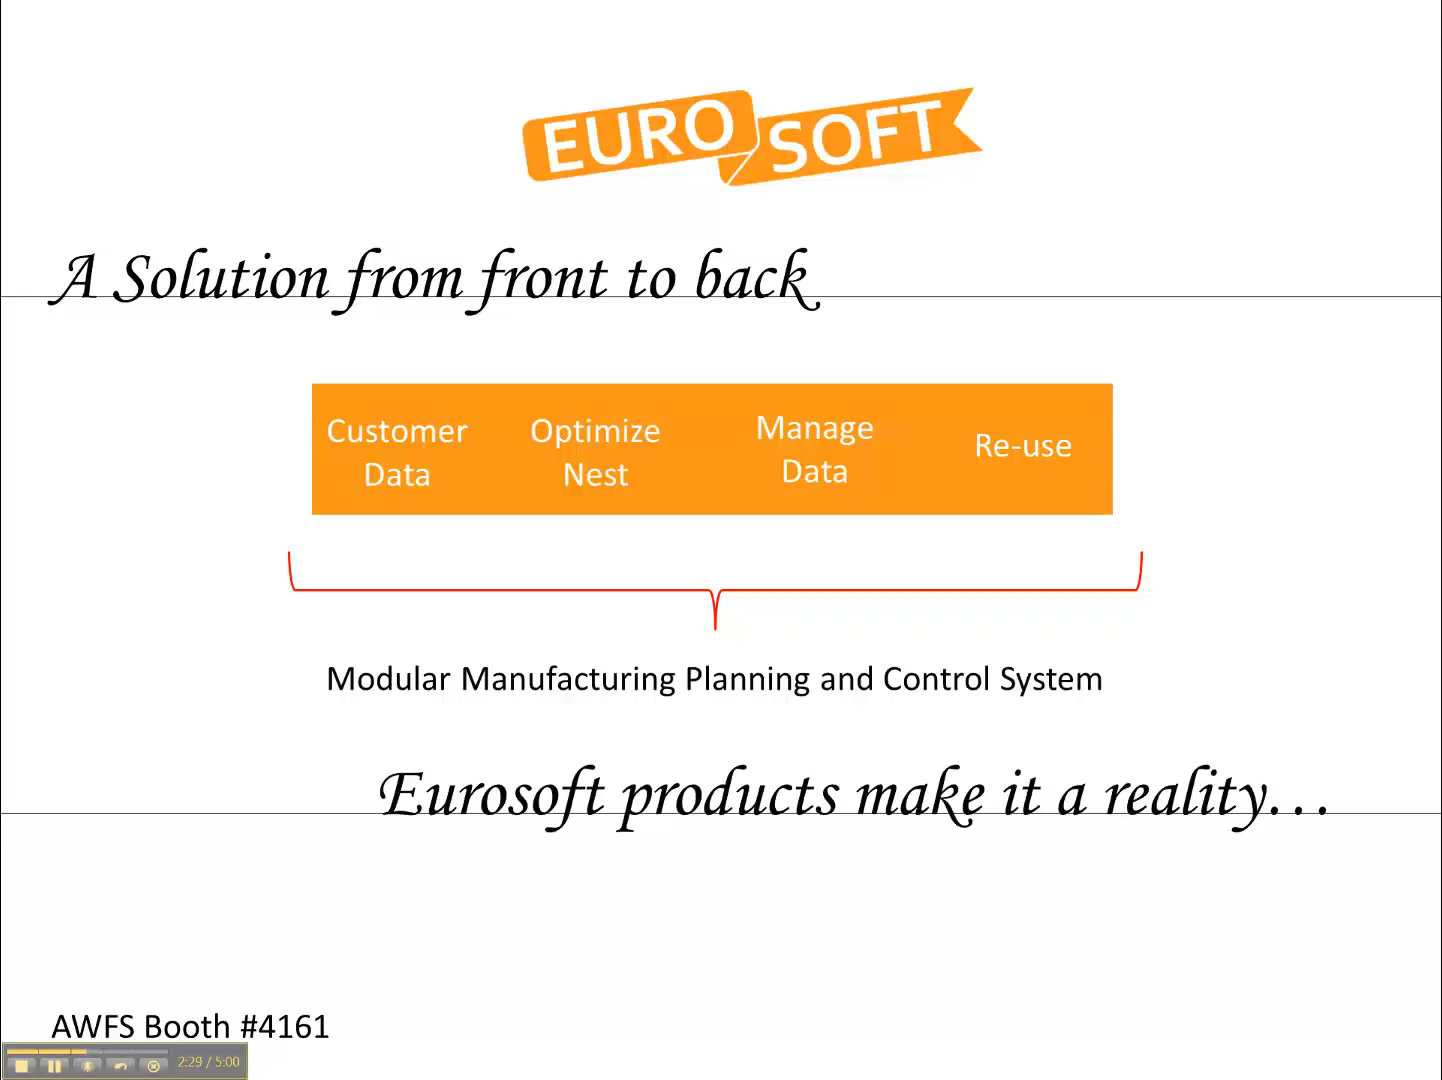 EURO SOFT
A Solution from front to back
Customer Data
Optimize Nest
Manage Data
Re-use
Modular Manufacturing Planning and Control System
Eurosoft products make it a reality...
AWFS Booth #4161
2:29 / 5:00